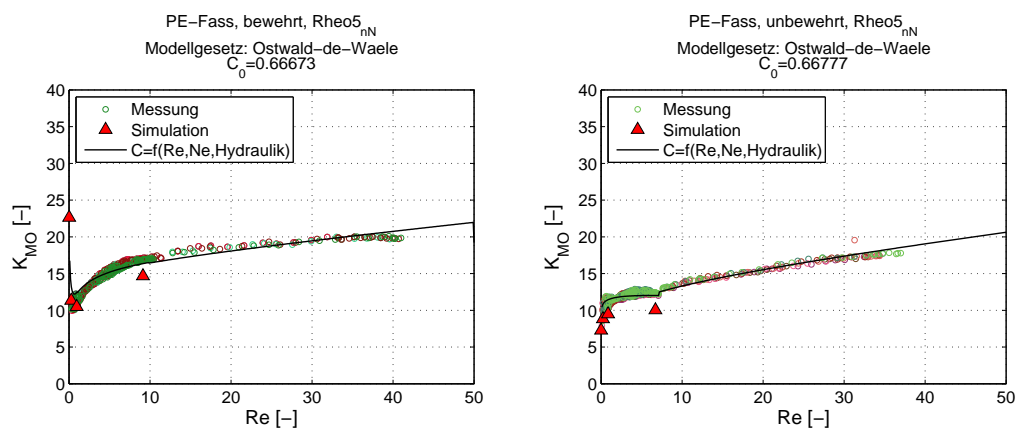 PE−Fass, bewehrt, Rheo5nN
Modellgesetz: Ostwald−de−Waele
C0=0.66673
40
35
30
25
20
15
10
5
0
KMO [−]
Messung
Simulation
C=f(Re,Ne,Hydraulik)
0 10 20 30 40 50
Re [−]
PE−Fass, unbewehrt, Rheo5nN
Modellgesetz: Ostwald−de−Waele
C0=0.66777
40
35
30
25
20
15
10
5
0
KMO [−]
Messung
Simulation
C=f(Re,Ne,Hydraulik)
0 10 20 30 40 50
Re [−]